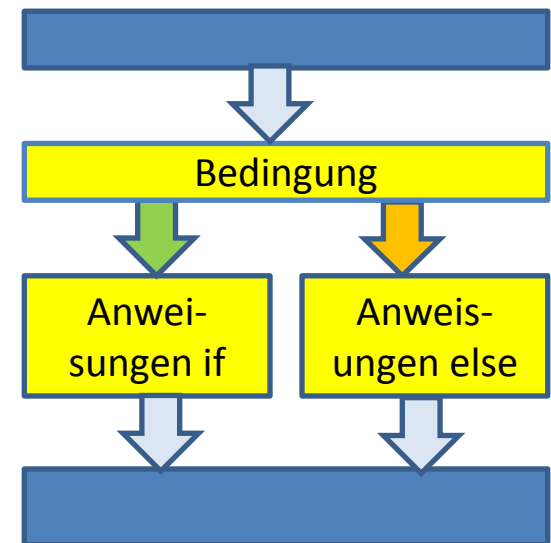 Bedingung
Anwei-
sungen if
Anweis-
ungen else